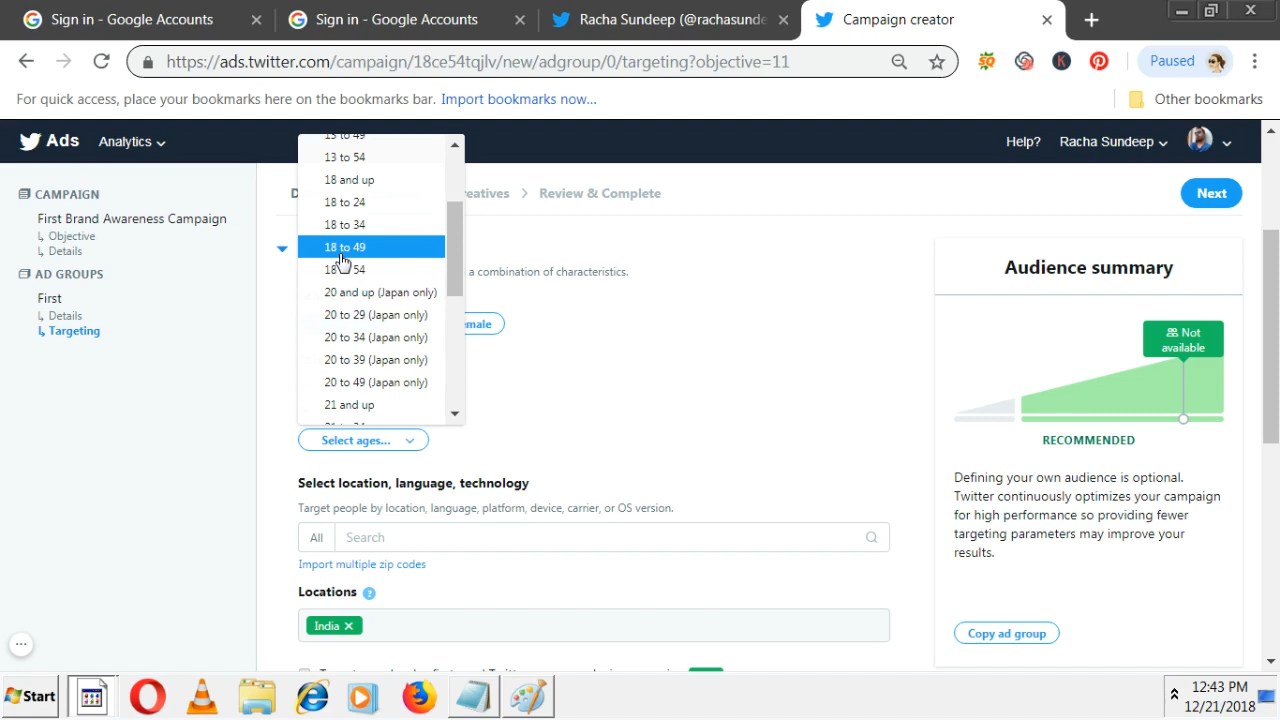 Sign in - Google Accounts
Sign in - Google Accounts
Racha Sundeep (@rachasunde
Campaign creator
https://ads.twitter.com/campaign/18ce54tqjlv/new/adgroup/0/targeting?objective=11
Paused
For quick access, place your bookmarks here on the bookmarks bar. Import bookmarks now...
Other bookmarks
Ads
Analytics
Help?
Racha Sundeep
CAMPAIGN
First Brand Awareness Campaign
↳ Objective
↳ Details
AD GROUPS
First
↳ Details
↳ Targeting
D
reatives
Review & Complete
Next
13 to 49
13 to 54
18 and up
18 to 24
18 to 34
18 to 49
18 54
20 and up (Japan only)
20 to 29 (Japan only)
20 to 34 (Japan only)
20 to 39 (Japan only)
20 to 49 (Japan only)
21 and up
a combination of characteristics.
emale
Select ages...
Select location, language, technology
Target people by location, language, platform, device, carrier, or OS version.
All
Search
Import multiple zip codes
Locations ?
India ×
Audience summary
Not available
RECOMMENDED
Defining your own audience is optional.
Twitter continuously optimizes your campaign
for high performance so providing fewer
targeting parameters may improve your
results.
Copy ad group
Start
12:43 PM
12/21/2018